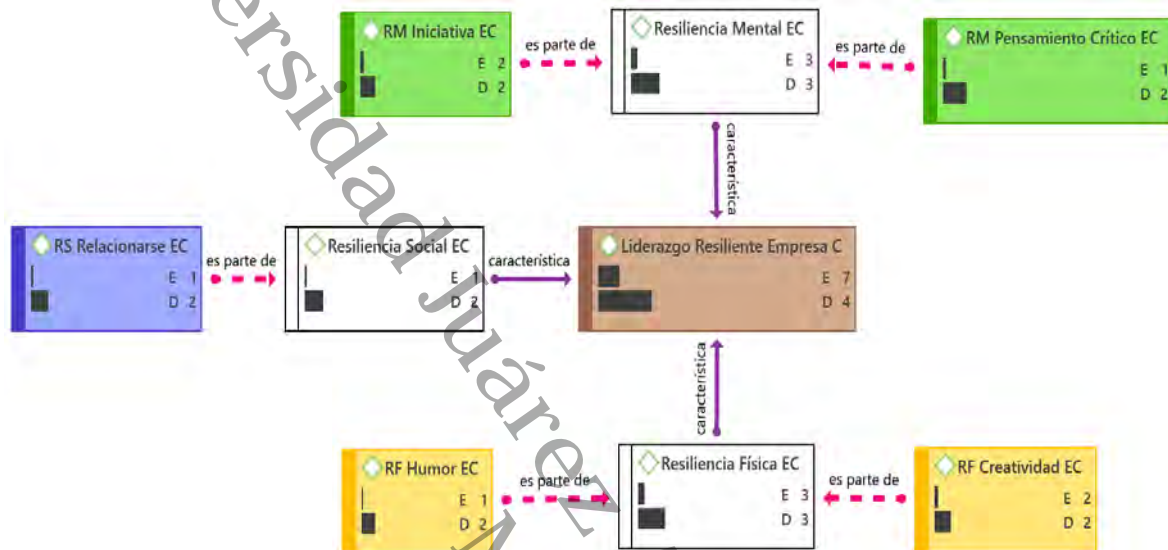 RM Iniciativa EC
E 2
D 2
es parte de
Resiliencia Mental EC
E 3
D 3
es parte de
RM Pensamiento Crítico EC
E 1
D 2
característica
RS Relacionarse EC
E 1
D 2
es parte de
Resiliencia Social EC
E 1
D 2
característica
Liderazgo Resiliente Empresa C
E 7
D 4
característica
RF Humor EC
E 1
D 2
es parte de
Resiliencia Física EC
E 3
D 3
es parte de
RF Creatividad EC
E 2
D 2
ersidad Juárez